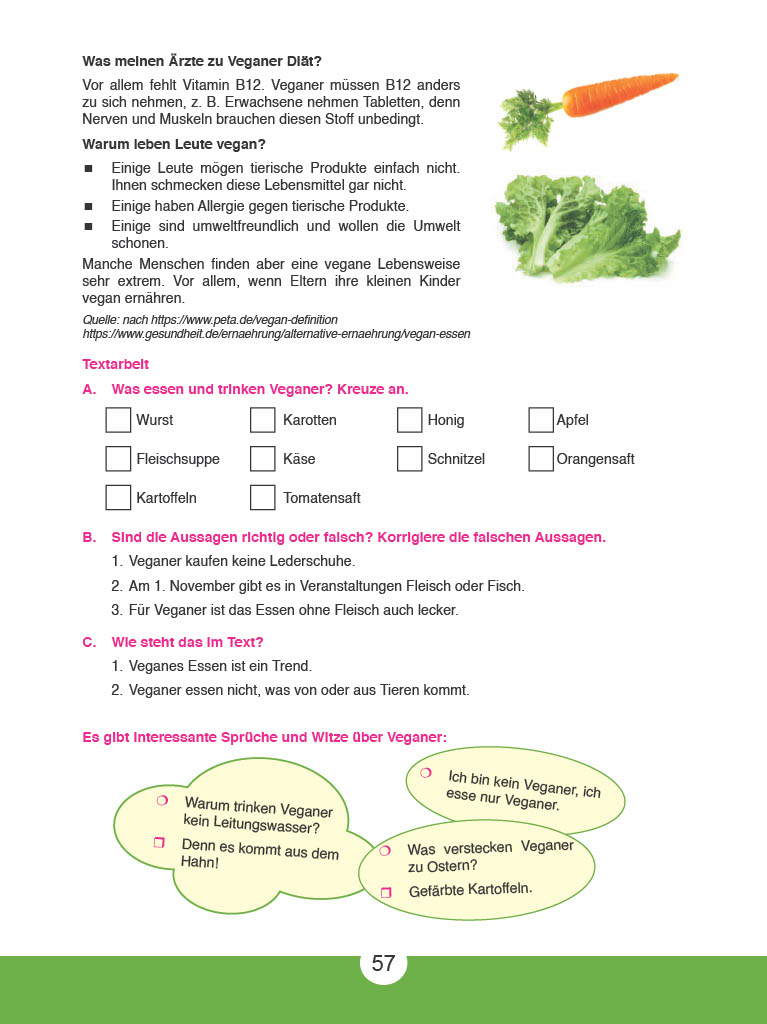 Was meinen Ärzte zu Veganer Diät?
Vor allem fehlt Vitamin B12. Veganer müssen B12 anders
zu sich nehmen, z. B. Erwachsene nehmen Tabletten, denn
Nerven und Muskeln brauchen diesen Stoff unbedingt.
Warum leben Leute vegan?
■ Einige Leute mögen tierische Produkte einfach nicht.
Ihnen schmecken diese Lebensmittel gar nicht.
■ Einige haben Allergie gegen tierische Produkte.
■ Einige sind umweltfreundlich und wollen die Umwelt
schonen.
Manche Menschen finden aber eine vegane Lebensweise
sehr extrem. Vor allem, wenn Eltern ihre kleinen Kinder
vegan ernähren.
Quelle: nach https://www.peta.de/vegan-definition
https://www.gesundheit.de/ernaehrung/alternative-ernaehrung/vegan-essen
Textarbeit
A. Was essen und trinken Veganer? Kreuze an.
Wurst Karotten Honig Apfel
Fleischsuppe Käse Schnitzel Orangensaft
Kartoffeln Tomatensaft
B. Sind die Aussagen richtig oder falsch? Korrigiere die falschen Aussagen.
1. Veganer kaufen keine Lederschuhe.
2. Am 1. November gibt es in Veranstaltungen Fleisch oder Fisch.
3. Für Veganer ist das Essen ohne Fleisch auch lecker.
C. Wie steht das im Text?
1. Veganes Essen ist ein Trend.
2. Veganer essen nicht, was von oder aus Tieren kommt.
Es gibt interessante Sprüche und Witze über Veganer:
Warum trinken Veganer
kein Leitungswasser?
Denn es kommt aus dem
Hahn!
Ich bin kein Veganer, ich
esse nur Veganer.
Was verstecken Veganer
zu Ostern?
Gefärbte Kartoffeln.
57